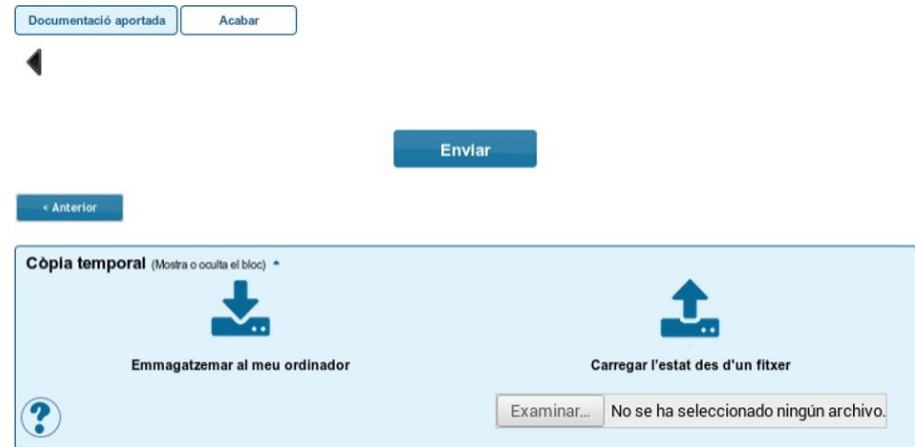 Documentació aportada
Acabar
Enviar
< Anterior
Còpia temporal (Mostra o oculta el bloc)
Emmagatzemar al meu ordinador
Carregar l'estat des d'un fitxer
Examinar... No se ha seleccionado ningún archivo.
?